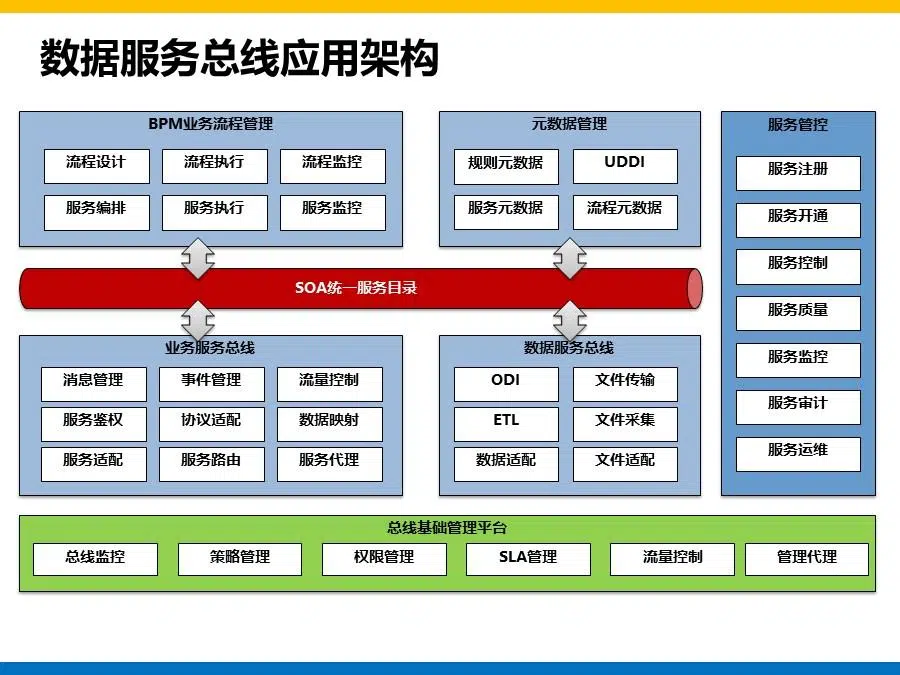 数据服务总线应用架构
BPM业务流程管理
流程设计
流程执行
流程监控
服务编排
服务执行
服务监控
元数据管理
规则元数据
UDDI
服务元数据
流程元数据
服务管控
服务注册
服务开通
服务控制
服务质量
服务监控
服务审计
服务运维
SOA统一服务目录
业务服务总线
消息管理
事件管理
流量控制
服务鉴权
协议适配
数据映射
服务适配
服务路由
服务代理
数据服务总线
ODI
文件传输
ETL
文件采集
数据适配
文件适配
总线基础管理平台
总线监控
策略管理
权限管理
SLA管理
流量控制
管理代理